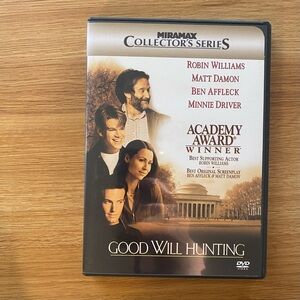 MIRAMAX
COLLECTOR'S SERIES
ROBIN WILLIAMS
MATT DAMON
BEN AFFLECK
MINNIE DRIVER
ACADEMY
AWARD®
WINNER
BEST SUPPORTING ACTOR
ROBIN WILLIAMS
BEST ORIGINAL SCREENPLAY
BEN AFFLECK & MATT DAMON
GOOD WILL HUNTING
DVD